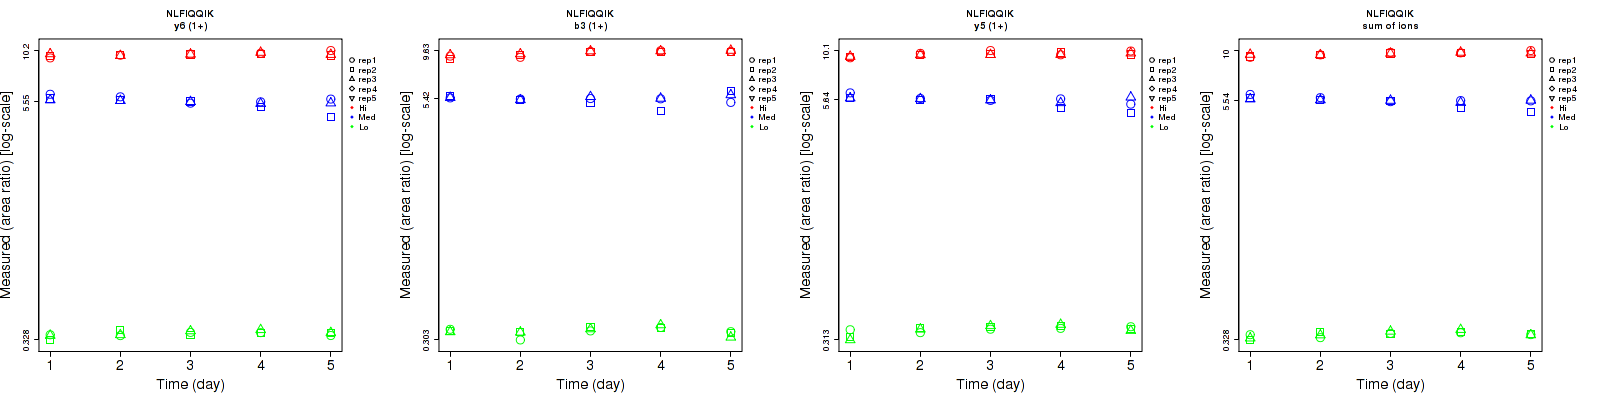 NLFIQQIK
y6 (1+)
Measured (area ratio) [log-scale]
10.2
5.55
0.328
1 2 3 4 5
Time (day)
rep1
rep2
rep3
rep4
rep5
Hi
Med
Lo
NLFIQQIK
b3 (1+)
Measured (area ratio) [log-scale]
9.63
5.42
0.303
1 2 3 4 5
Time (day)
rep1
rep2
rep3
rep4
rep5
Hi
Med
Lo
NLFIQQIK
y5 (1+)
Measured (area ratio) [log-scale]
10.1
5.64
0.313
1 2 3 4 5
Time (day)
rep1
rep2
rep3
rep4
rep5
Hi
Med
Lo
NLFIQQIK
sum of ions
Measured (area ratio) [log-scale]
10
5.54
0.328
1 2 3 4 5
Time (day)
rep1
rep2
rep3
rep4
rep5
Hi
Med
Lo